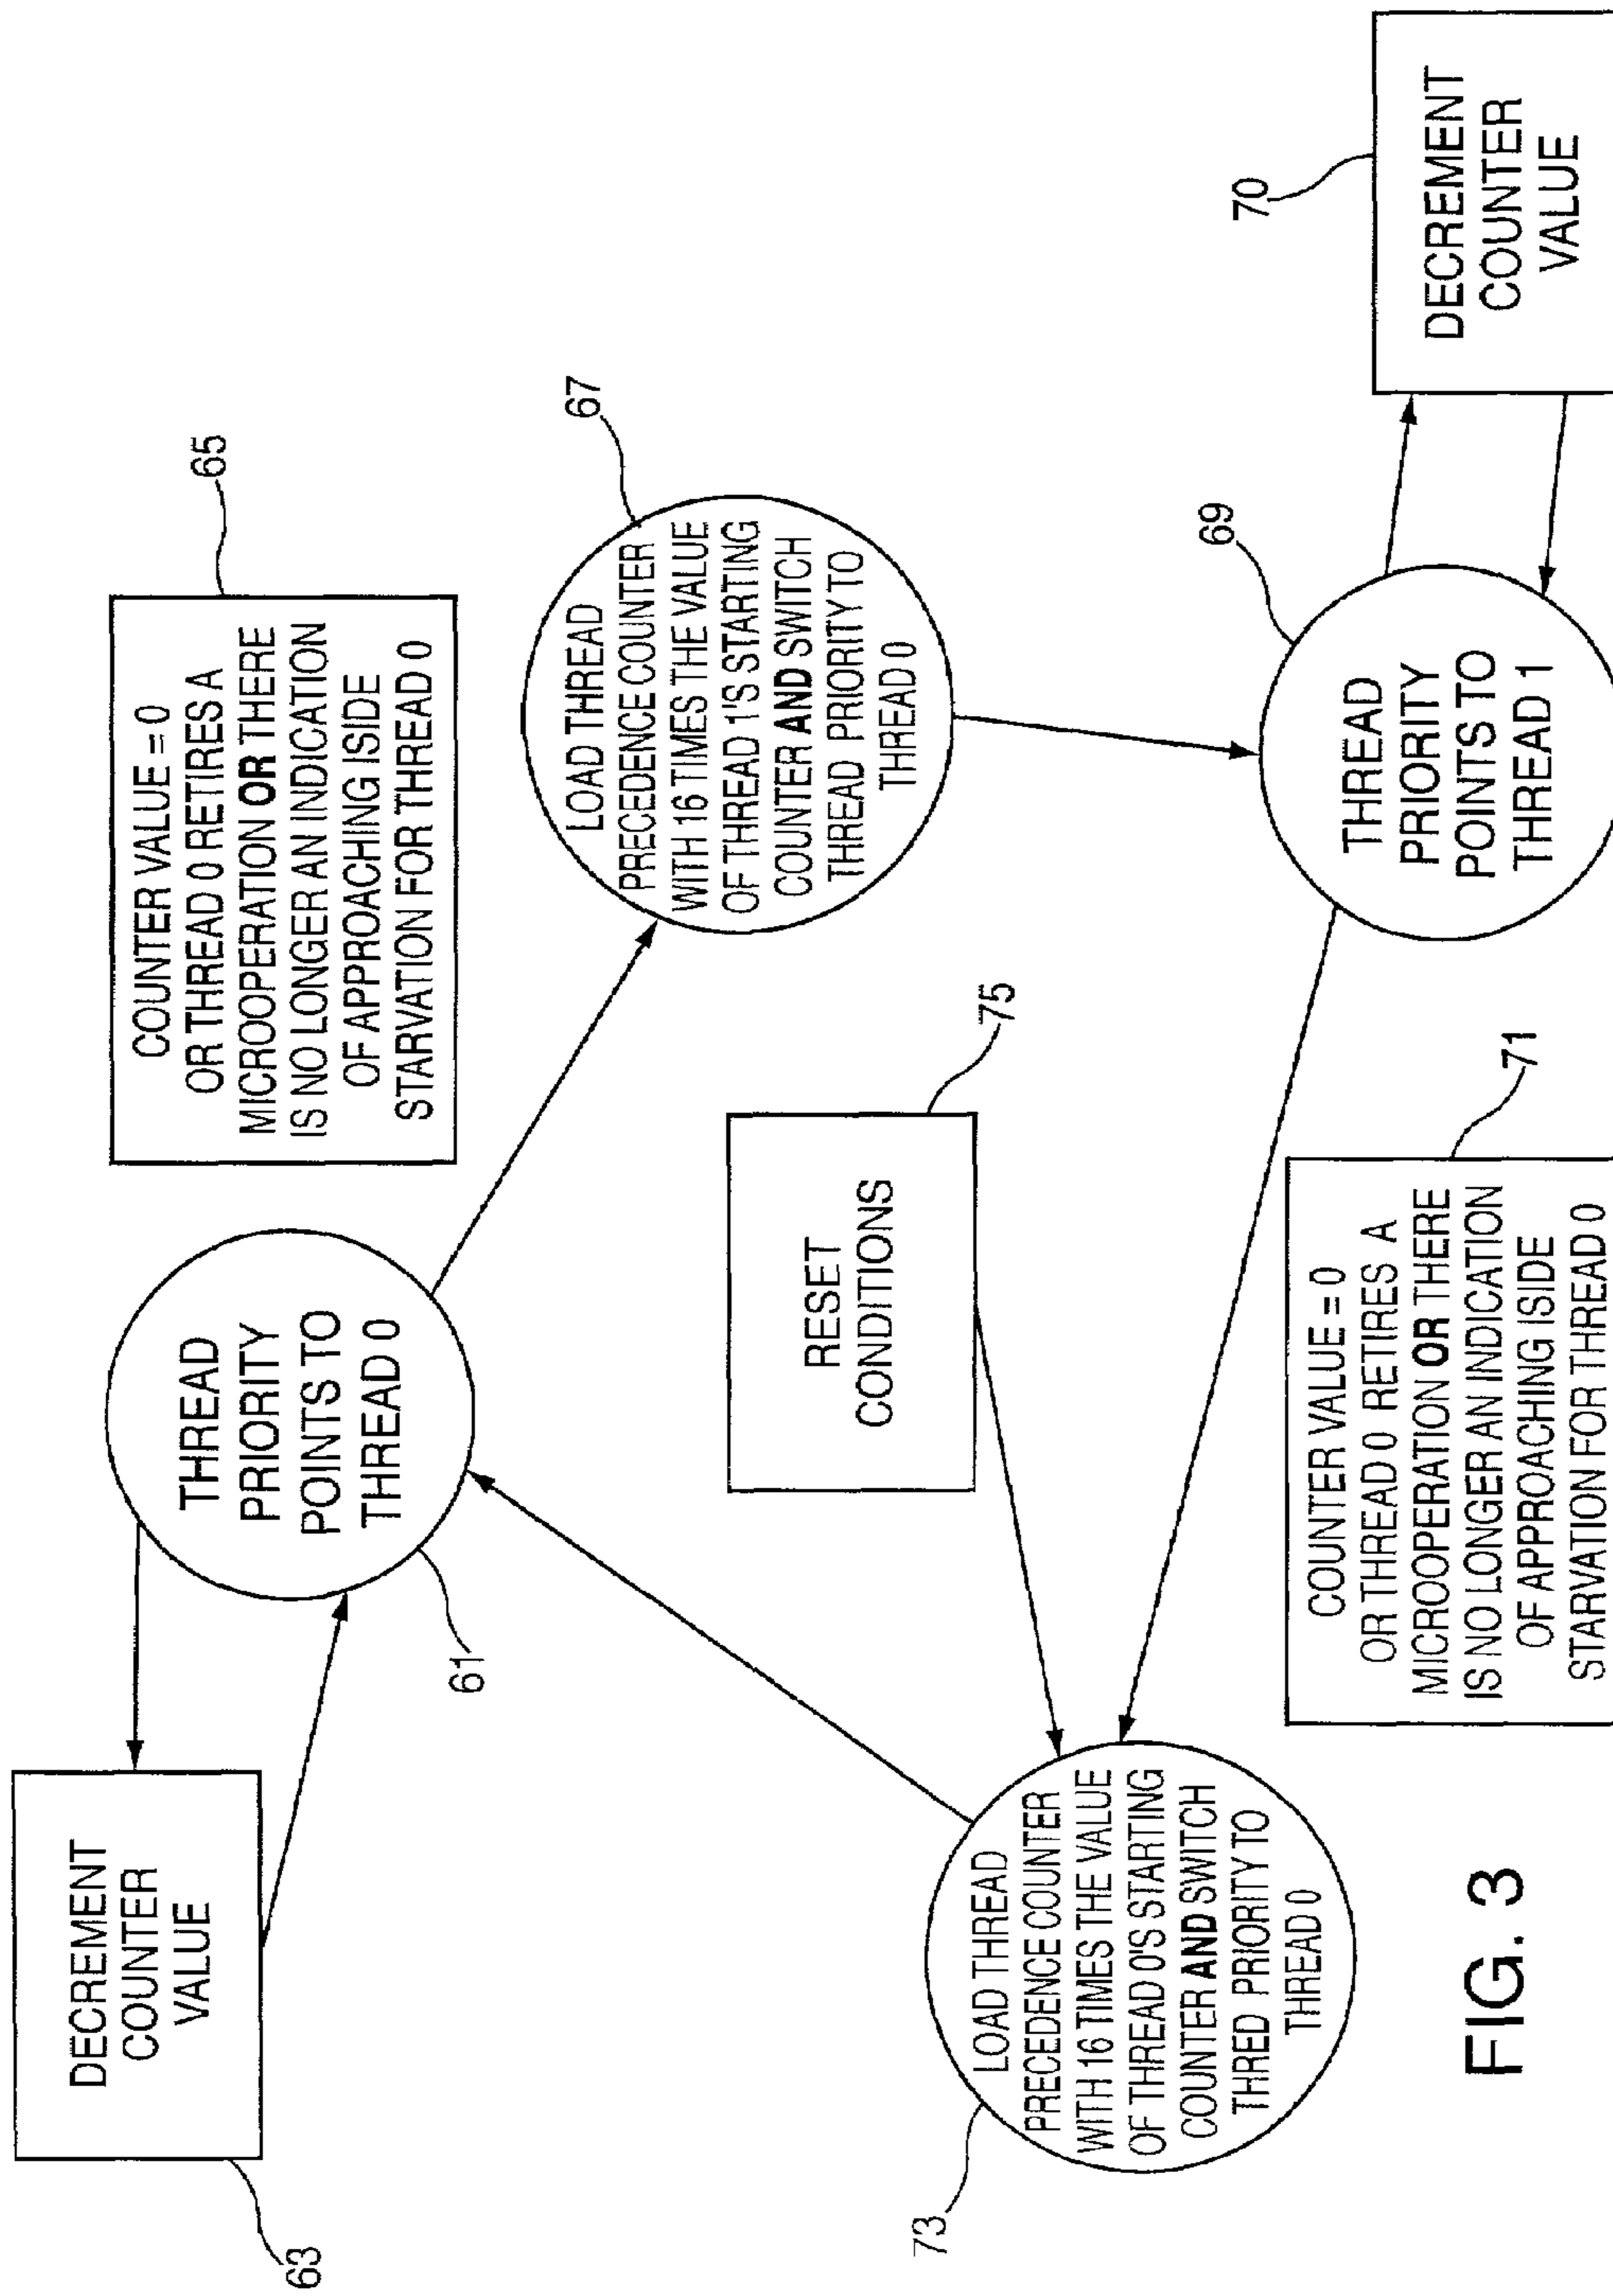 DECREMENT
COUNTER
VALUE
63
THREAD
PRIORITY
POINTS TO
THREAD 0
61
COUNTER VALUE = 0
OR THREAD 0 RETIRES A
MICROOPERATION OR THERE
IS NO LONGER AN INDICATION
OF APPROACHING ISIDE
STARVATION FOR THREAD 0
65
LOAD THREAD
PRECEDENCE COUNTER
WITH 16 TIMES THE VALUE
OF THREAD 1'S STARTING
COUNTER AND SWITCH
THREAD PRIORITY TO
THREAD 0
67
RESET
CONDITIONS
75
LOAD THREAD
PRECEDENCE COUNTER
WITH 16 TIMES THE VALUE
OF THREAD 0'S STARTING
COUNTER AND SWITCH
THRED PRIORITY TO
THREAD 0
73
THREAD
PRIORITY
POINTS TO
THREAD 1
69
DECREMENT
COUNTER
VALUE
70
COUNTER VALUE = 0
OR THREAD 0 RETIRES A
MICROOPERATION OR THERE
IS NO LONGER AN INDICATION
OF APPROACHING ISIDE
STARVATION FOR THREAD 0
71
FIG. 3